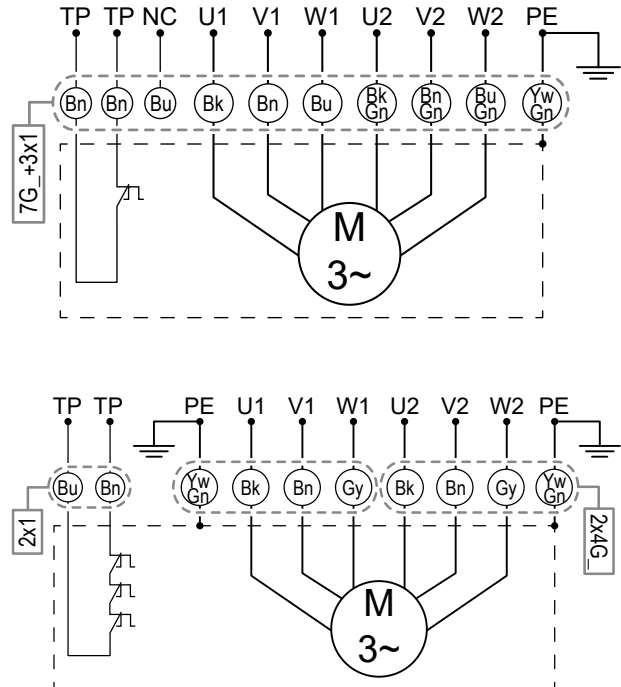 TP TP NC U1 V1 W1 U2 V2 W2 PE
Bn Bn Bu Bk Bn Bu Bk Gn Bn Gn Bu Gn Yw Gn
7G_+3x1
M
3~
TP TP PE U1 V1 W1 U2 V2 W2 PE
Bu Bn Yw Gn Bk Bn Gy Bk Bn Gy Yw Gn
2x1
2x4G_
M
3~